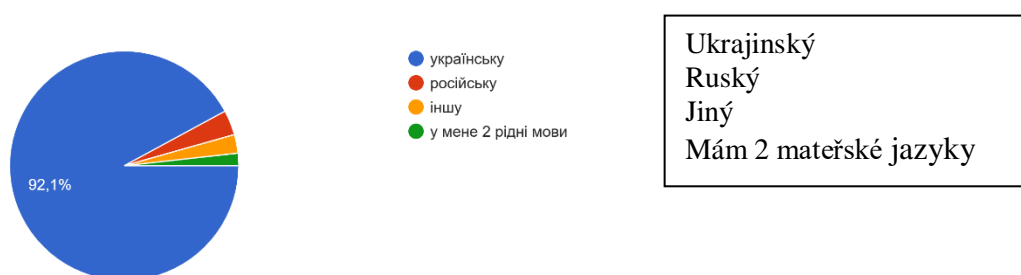 українську
російську
іншу
у мене 2 рідні мови
92,1%
Ukrajinský
Ruský
Jiný
Mám 2 mateřské jazyky